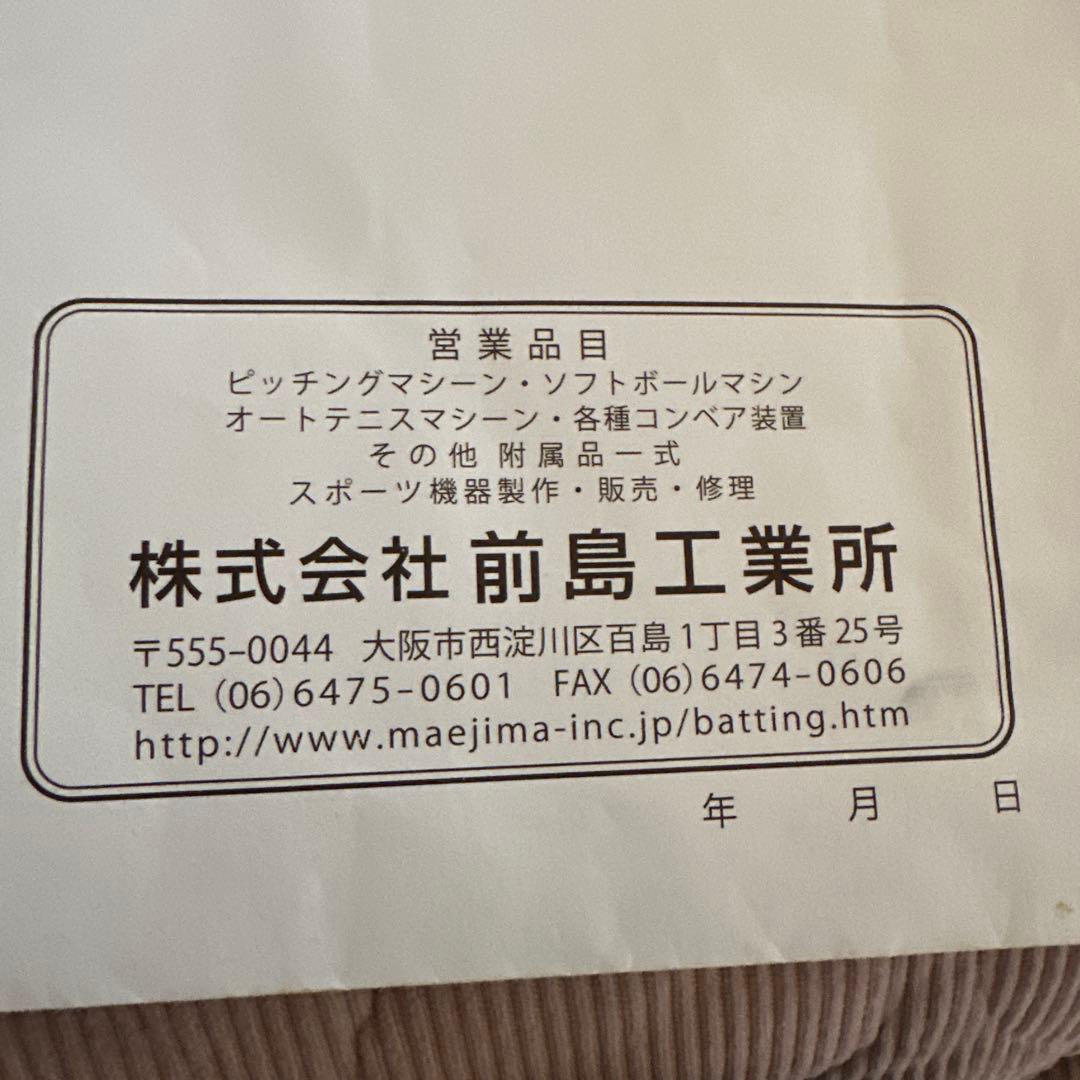 営業品目
ピッチングマシーン・ソフトボールマシン
オートテニスマシーン・各種コンベア装置
その他 附属品一式
スポーツ機器製作・販売・修理
株式会社前島工業所
〒555-0044 大阪市西淀川区百島1丁目3番25号
TEL (06)6475-0601 FAX (06)6474-0606
http://www.maejima-inc.jp/batting.htm
年 月 日